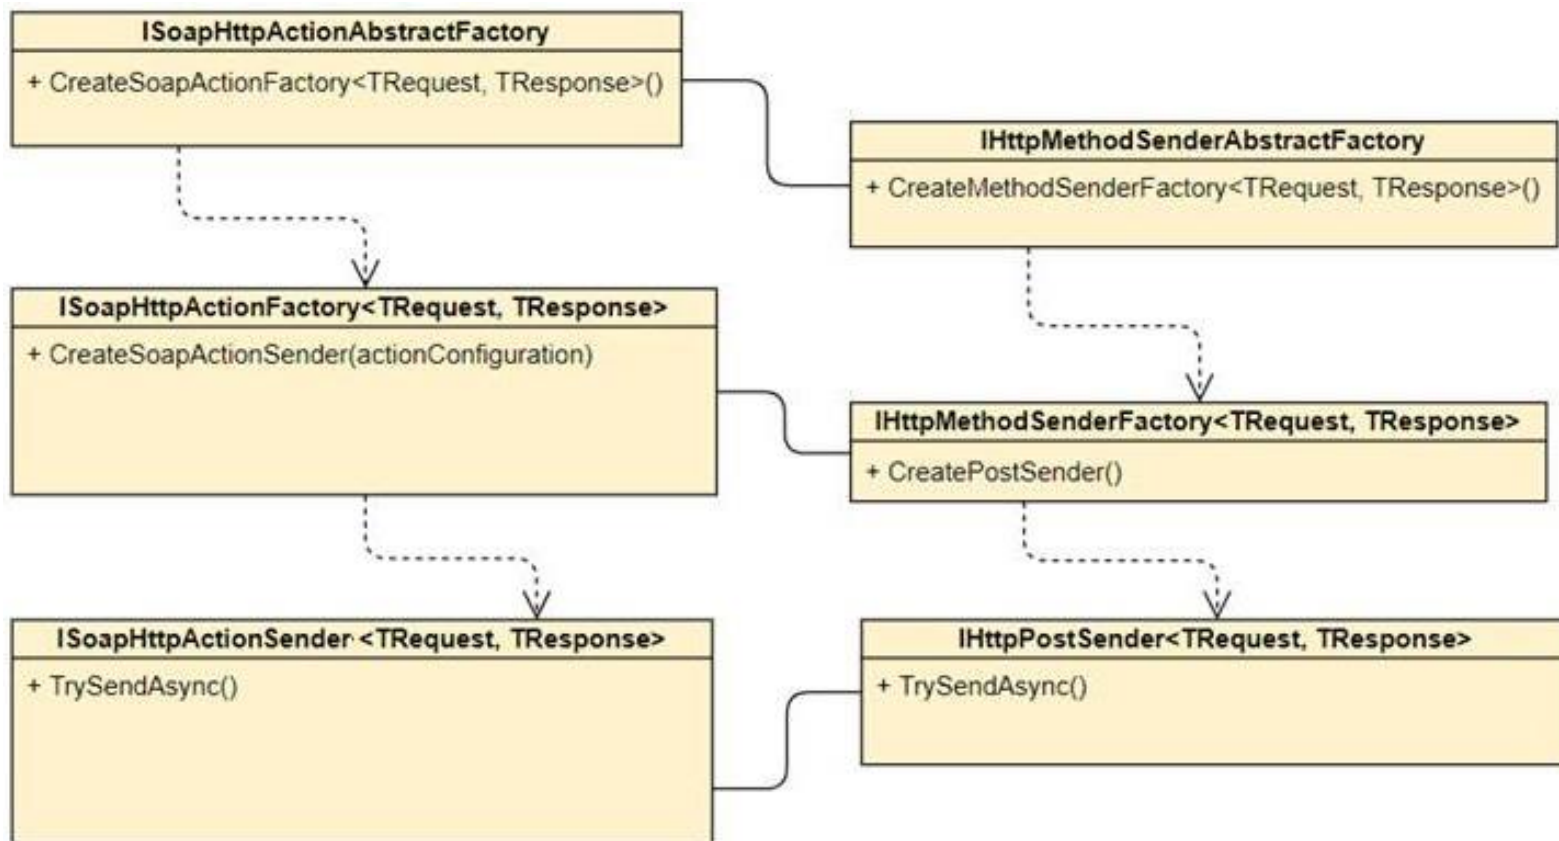 ISoapHttpActionAbstractFactory
+ CreateSoapActionFactory<TRequest, TResponse>()
IHttpMethodSenderAbstractFactory
+ CreateMethodSenderFactory<TRequest, TResponse>()
ISoapHttpActionFactory<TRequest, TResponse>
+ CreateSoapActionSender(actionConfiguration)
IHttpMethodSenderFactory<TRequest, TResponse>
+ CreatePostSender()
ISoapHttpActionSender <TRequest, TResponse>
+ TrySendAsync()
IHttpPostSender<TRequest, TResponse>
+ TrySendAsync()